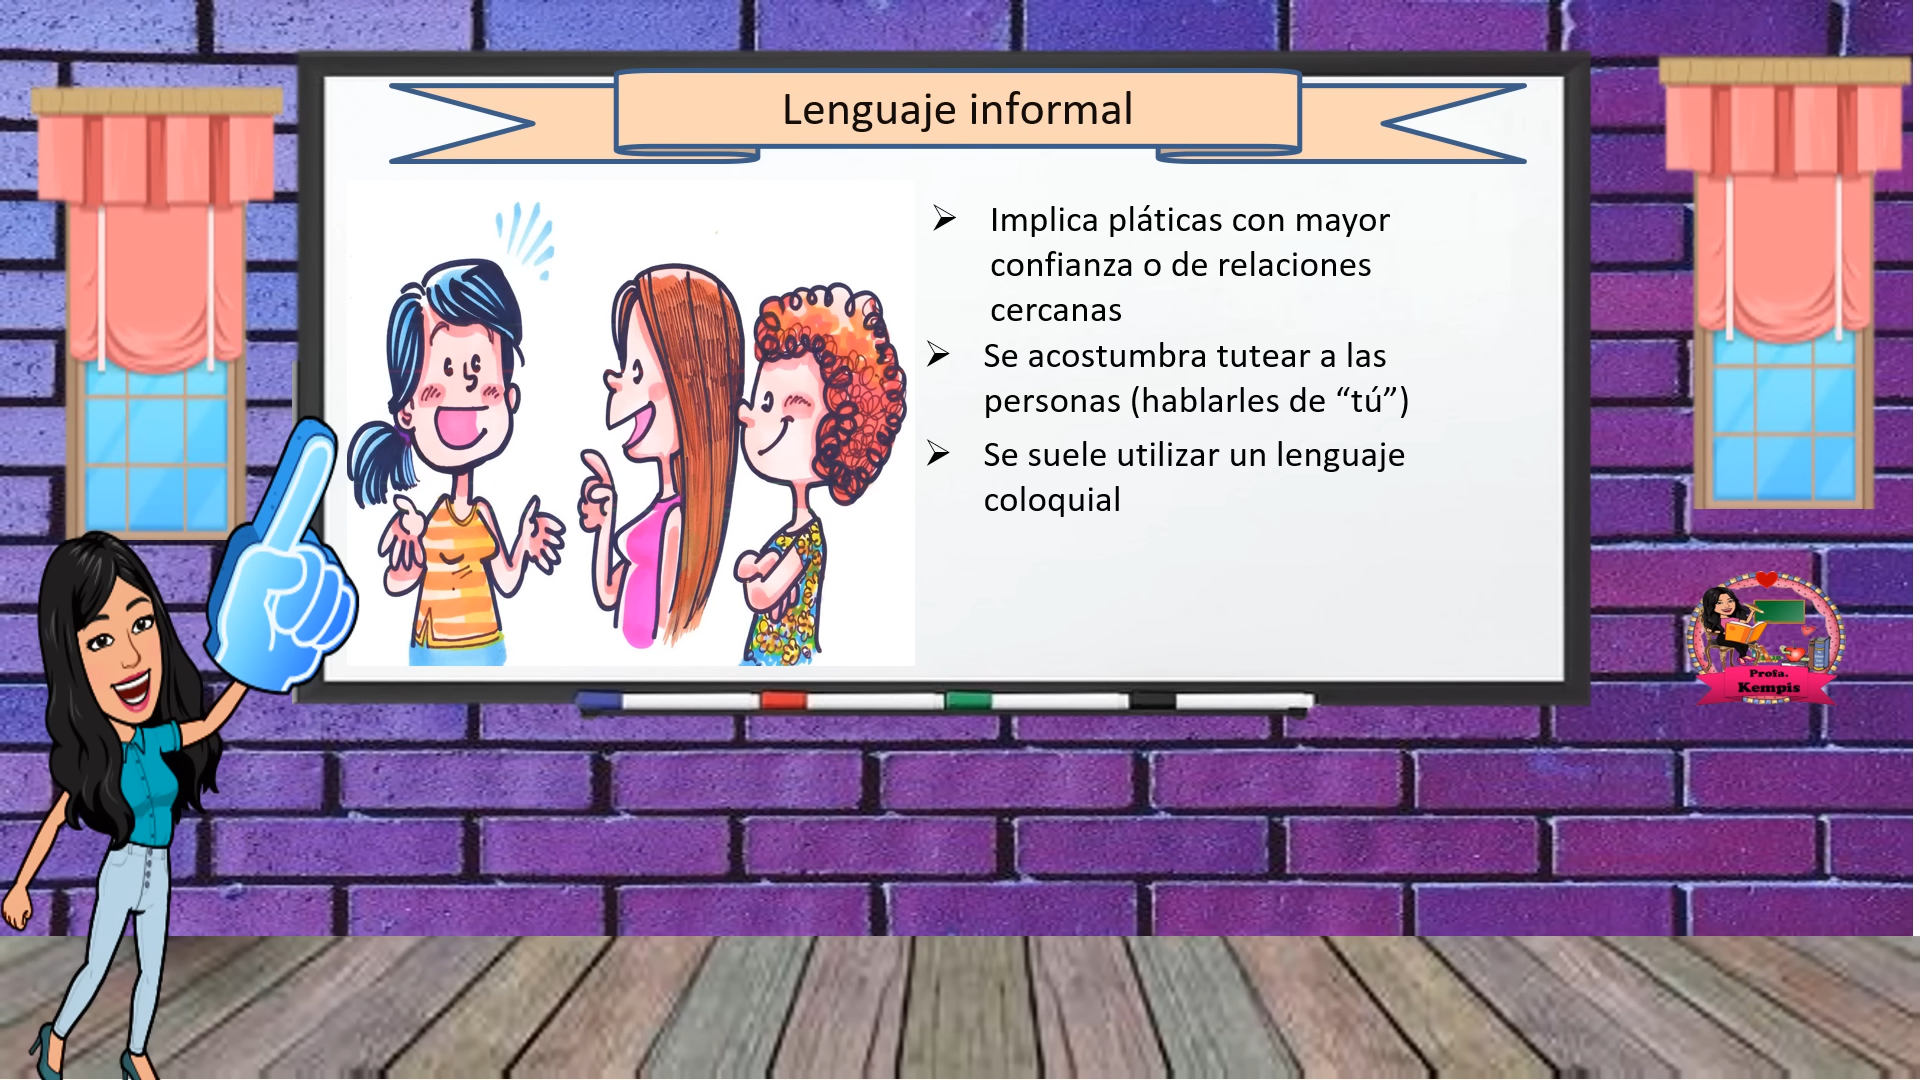 Lenguaje informal
➢ Implica pláticas con mayor
confianza o de relaciones
cercanas
➢ Se acostumbra tutear a las
personas (hablarles de “tú”)
➢ Se suele utilizar un lenguaje
coloquial
Profa.
Kempis